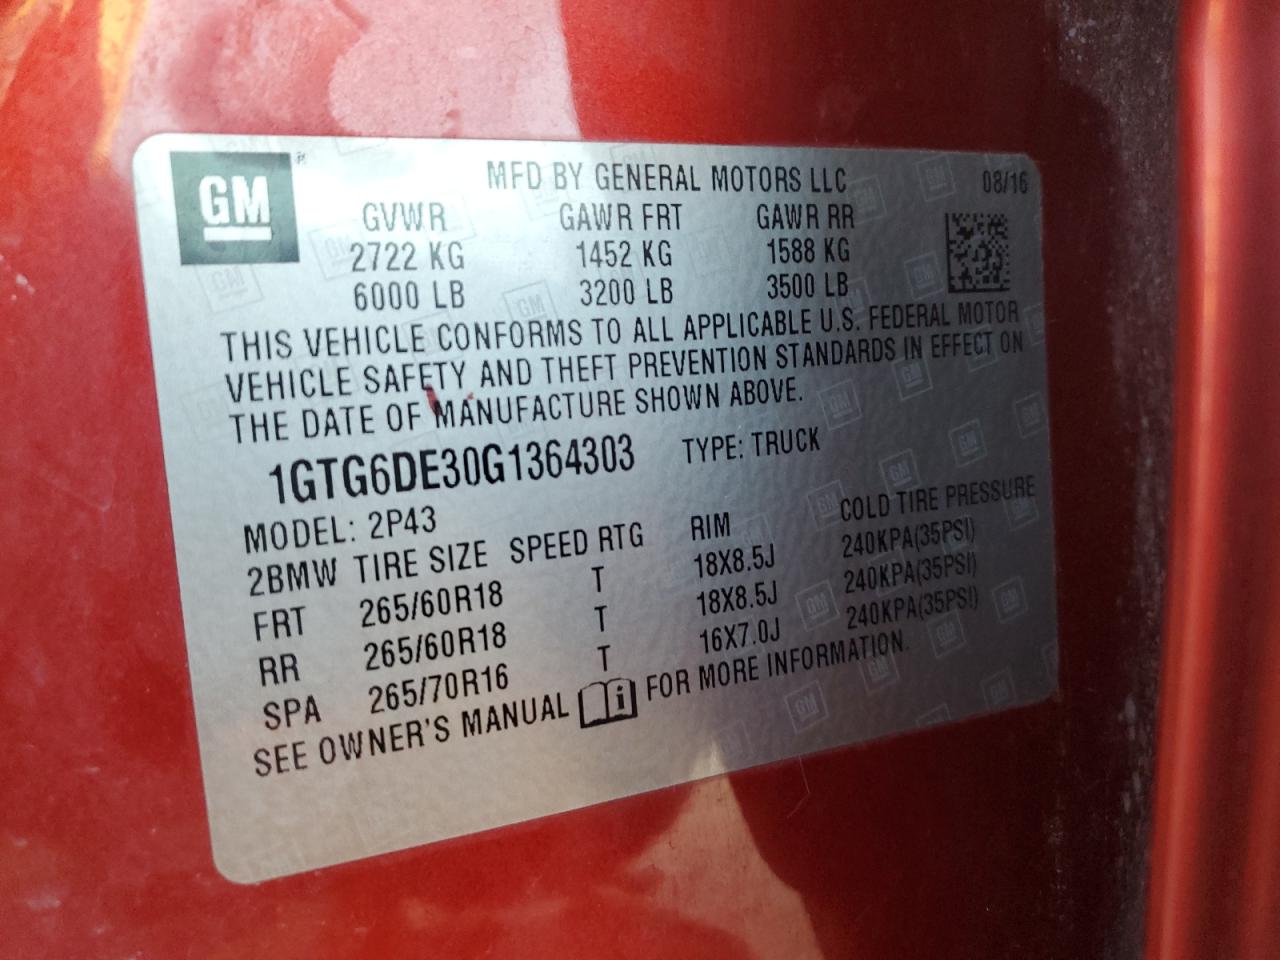 GM
MFD BY GENERAL MOTORS LLC 08/16
GVWR GAWR FRT GAWR RR
2722 KG 1452 KG 1588 KG
6000 LB 3200 LB 3500 LB
THIS VEHICLE CONFORMS TO ALL APPLICABLE U.S. FEDERAL MOTOR
VEHICLE SAFETY AND THEFT PREVENTION STANDARDS IN EFFECT ON
THE DATE OF MANUFACTURE SHOWN ABOVE.
1GTG6DE30G1364303 TYPE: TRUCK
MODEL: 2P43
2BMW TIRE SIZE SPEED RTG RIM COLD TIRE PRESSURE
FRT 265/60R18 T 18X8.5J 240KPA(35PSI)
RR 265/60R18 T 18X8.5J 240KPA(35PSI)
SPA 265/70R16 T 16X7.0J 240KPA(35PSI)
SEE OWNER'S MANUAL i FOR MORE INFORMATION.